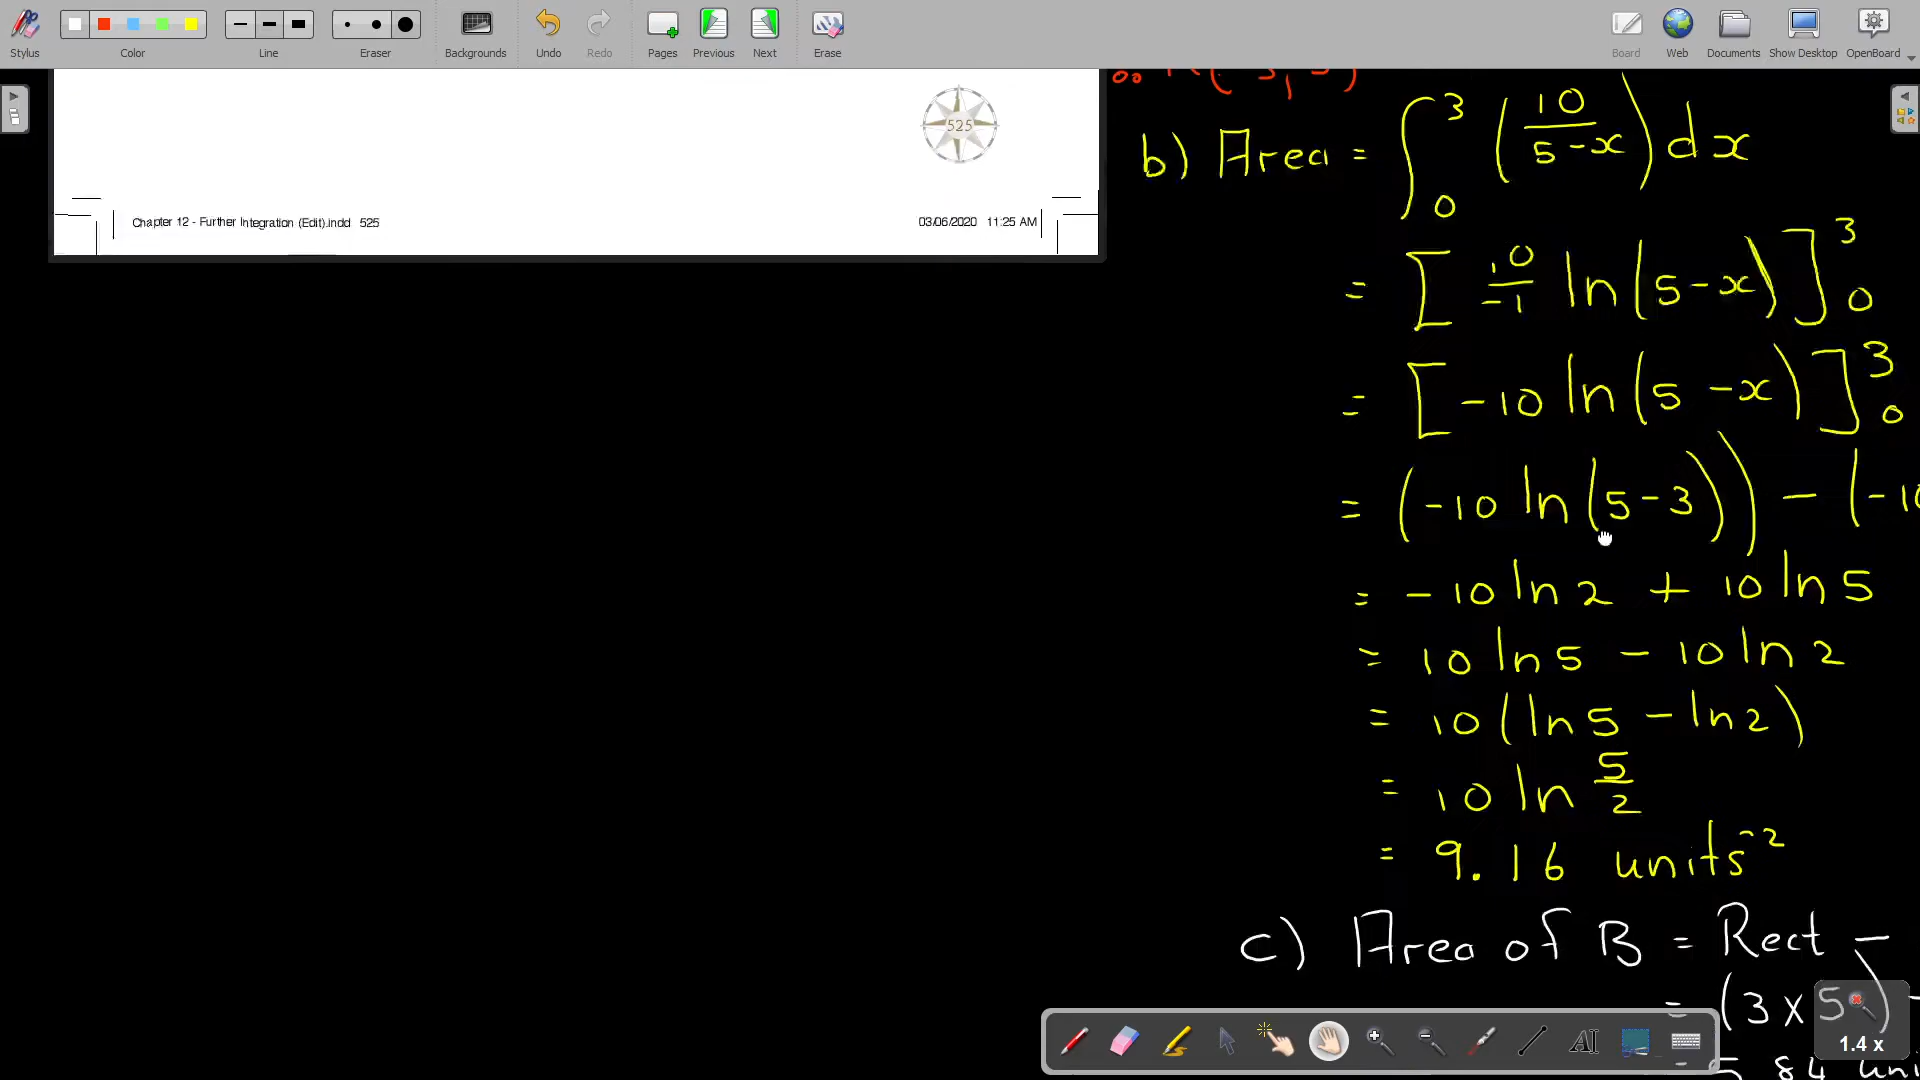 Stylus Color Line Eraser Backgrounds Undo Redo Pages Previous Next Erase Board Web Documents Show Desktop OpenBoard
525
Chapter 12 - Further Integration (Edit).indd 525 03/06/2020 11:25 AM
b) Area = ∫₀³ (10/(5-x)) dx
= [10/-1 ln(5-x)]₀³
= [-10 ln(5-x)]₀³
= (-10 ln(5-3)) - (-10
= -10 ln 2 + 10 ln 5
= 10 ln 5 - 10 ln 2
= 10(ln 5 - ln 2)
= 10 ln 5/2
= 9.16 units⁻²
c) Area of B = Rect -
= (3 x 5) -
84
1.4 x